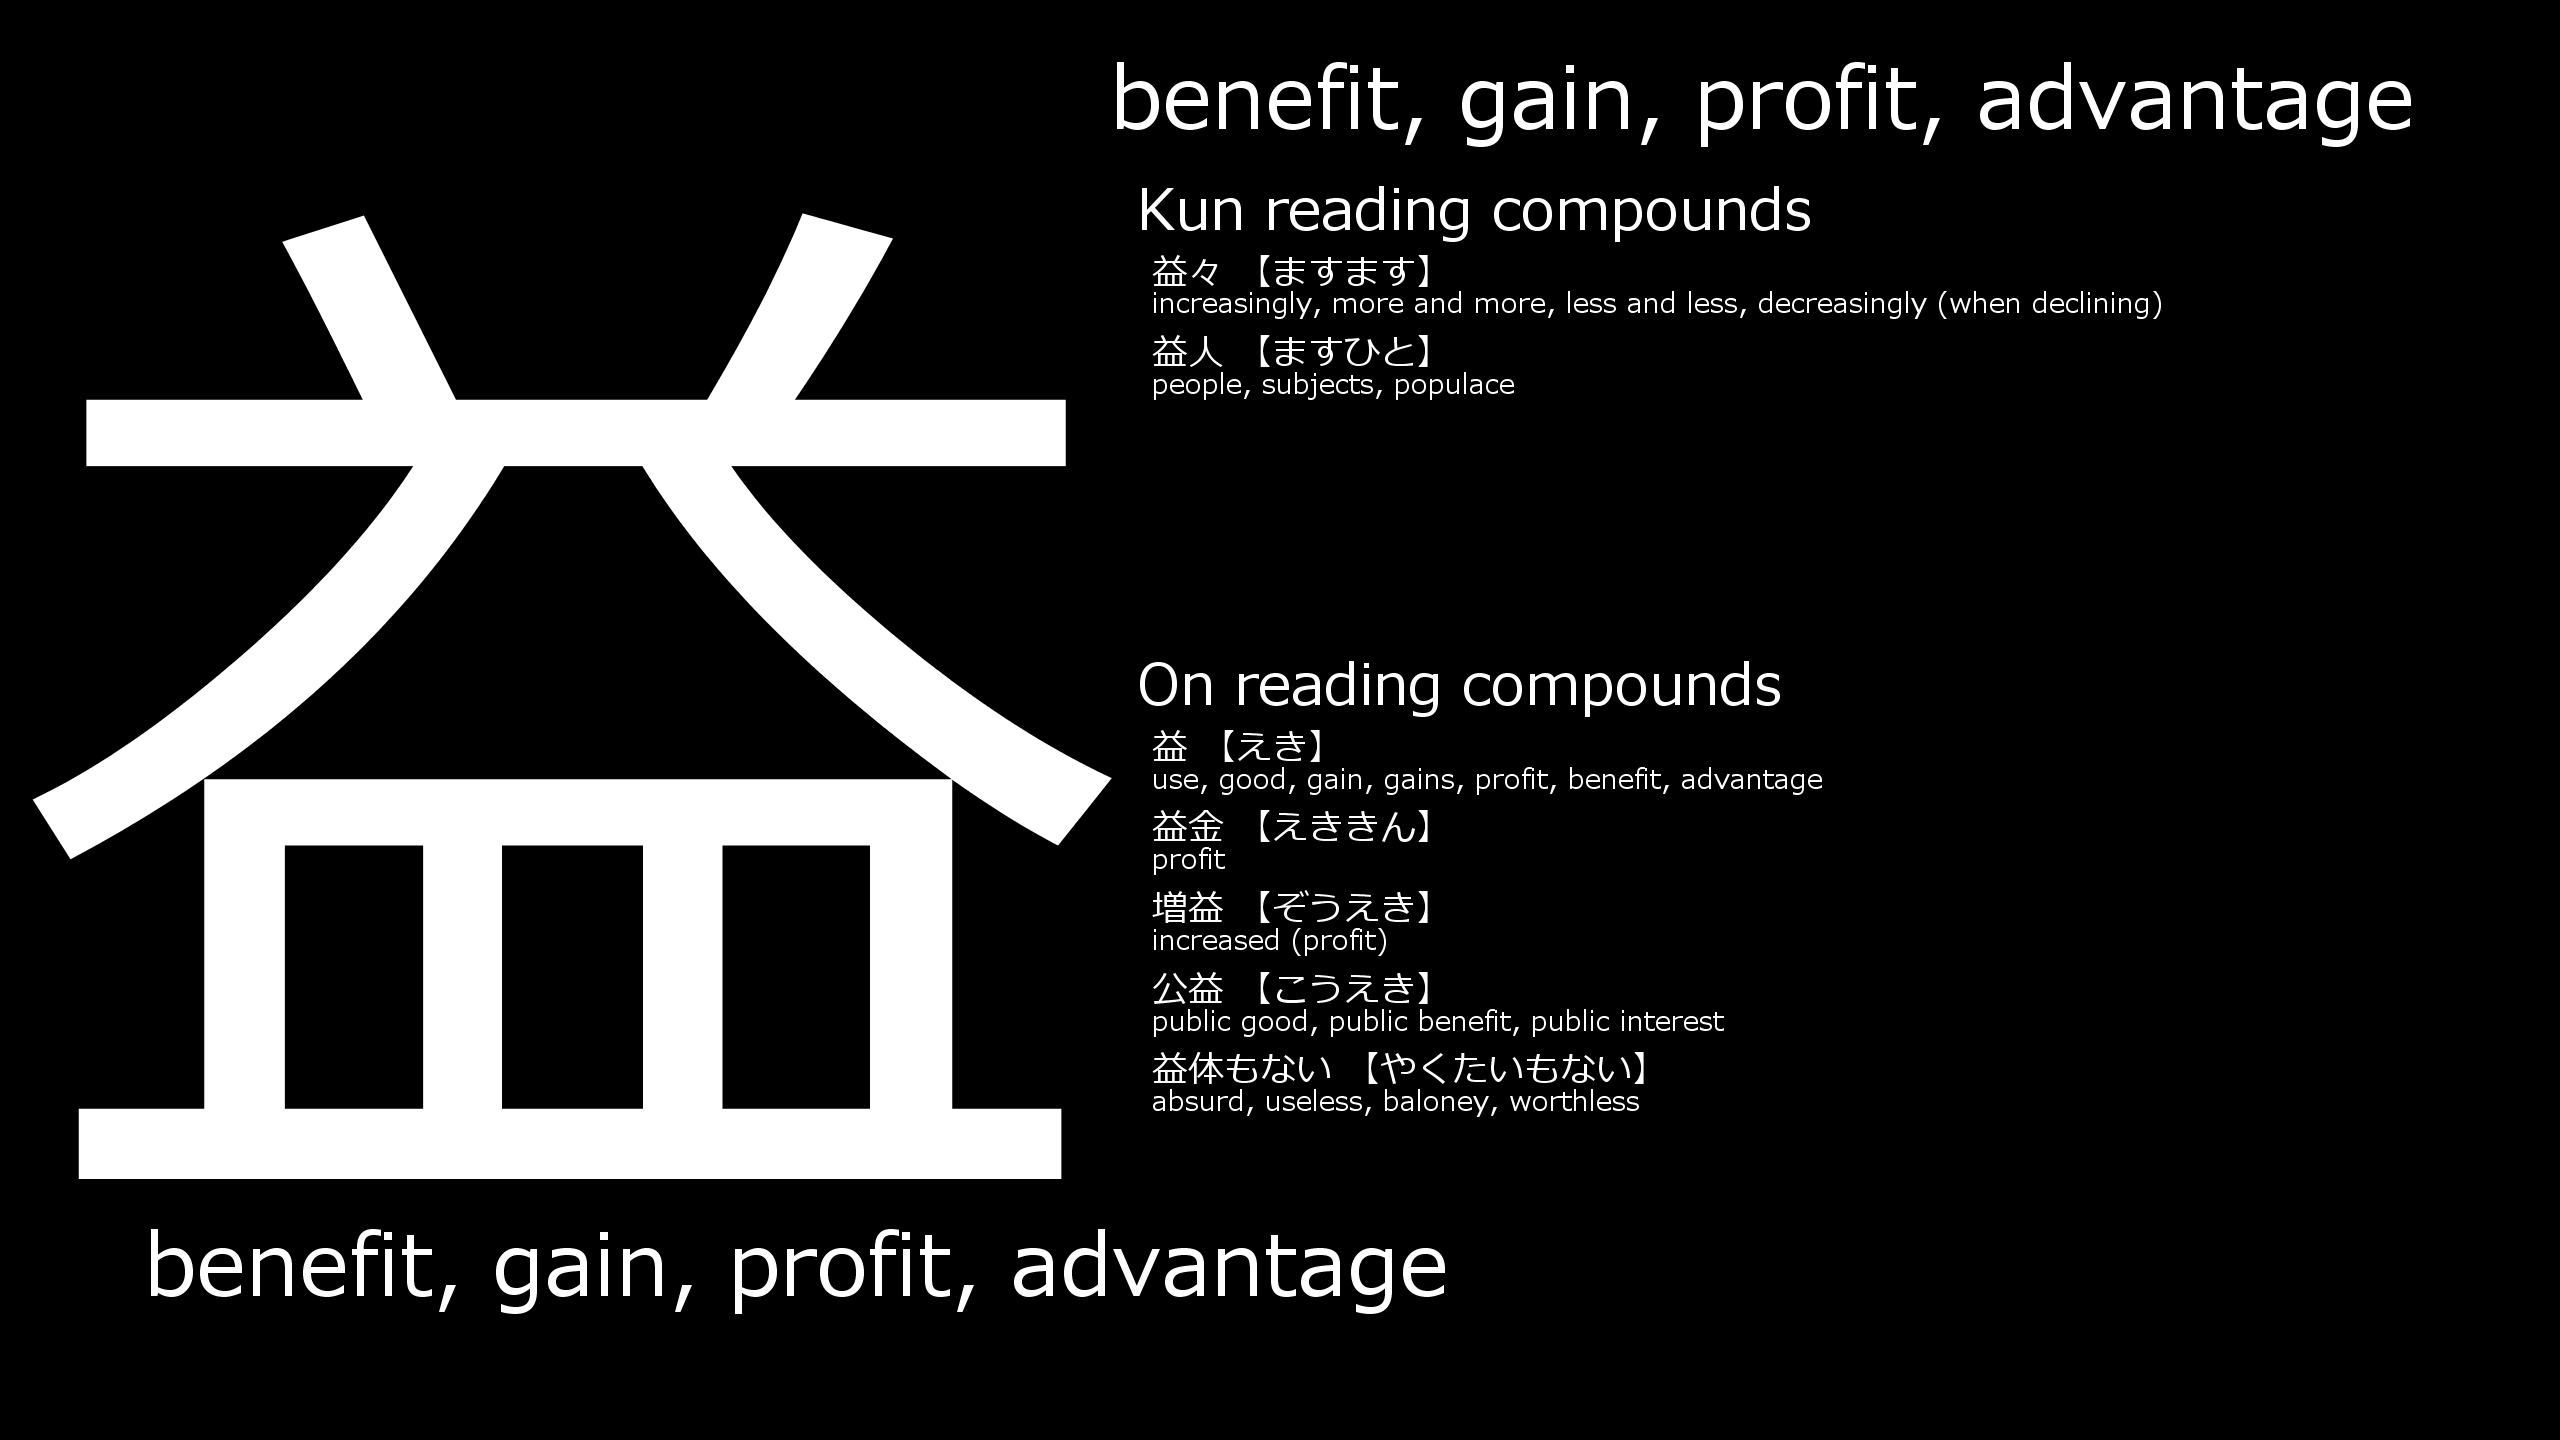 益
benefit, gain, profit, advantage
Kun reading compounds
益々 【ますます】
increasingly, more and more, less and less, decreasingly (when declining)
益人 【ますひと】
people, subjects, populace
On reading compounds
益 【えき】
use, good, gain, gains, profit, benefit, advantage
益金 【えききん】
profit
増益 【ぞうえき】
increased (profit)
公益 【こうえき】
public good, public benefit, public interest
益体もない 【やくたいもない】
absurd, useless, baloney, worthless
benefit, gain, profit, advantage